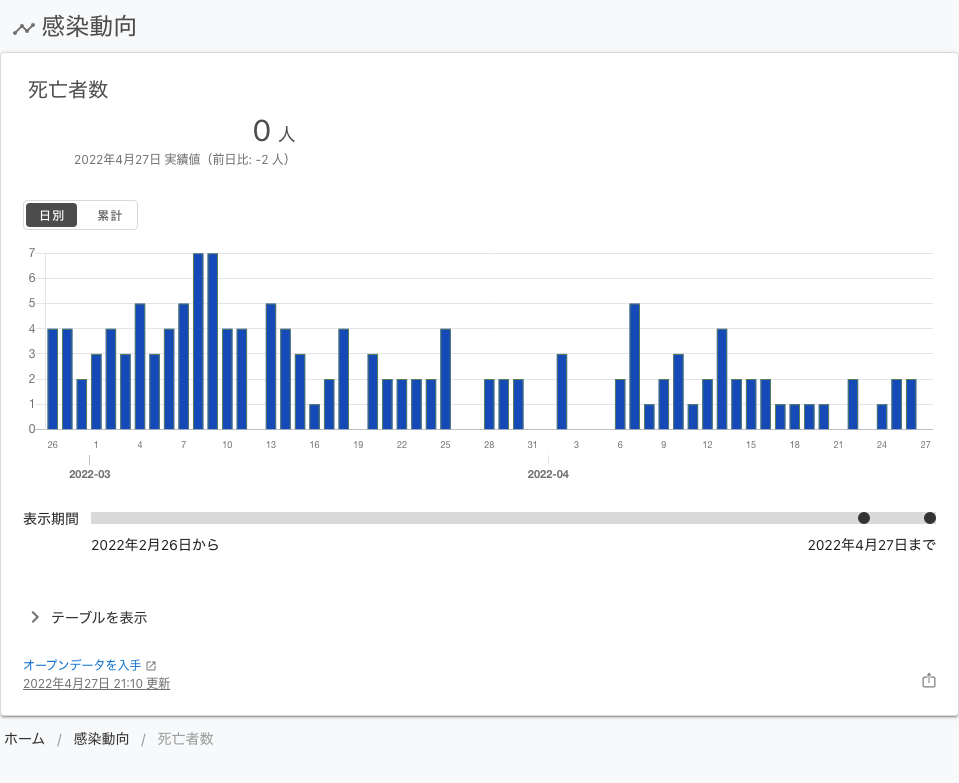 感染動向
死亡者数
0 人
2022年4月27日 実績値（前日比: -2 人）
日別 累計
7
6
5
4
3
2
1
0
26 1 4 7 10 13 16 19 22 25 28 31 3 6 9 12 15 18 21 24 27
2022-03 2022-04
表示期間
2022年2月26日から 2022年4月27日まで
テーブルを表示
オープンデータを入手
2022年4月27日 21:10 更新
ホーム / 感染動向 / 死亡者数